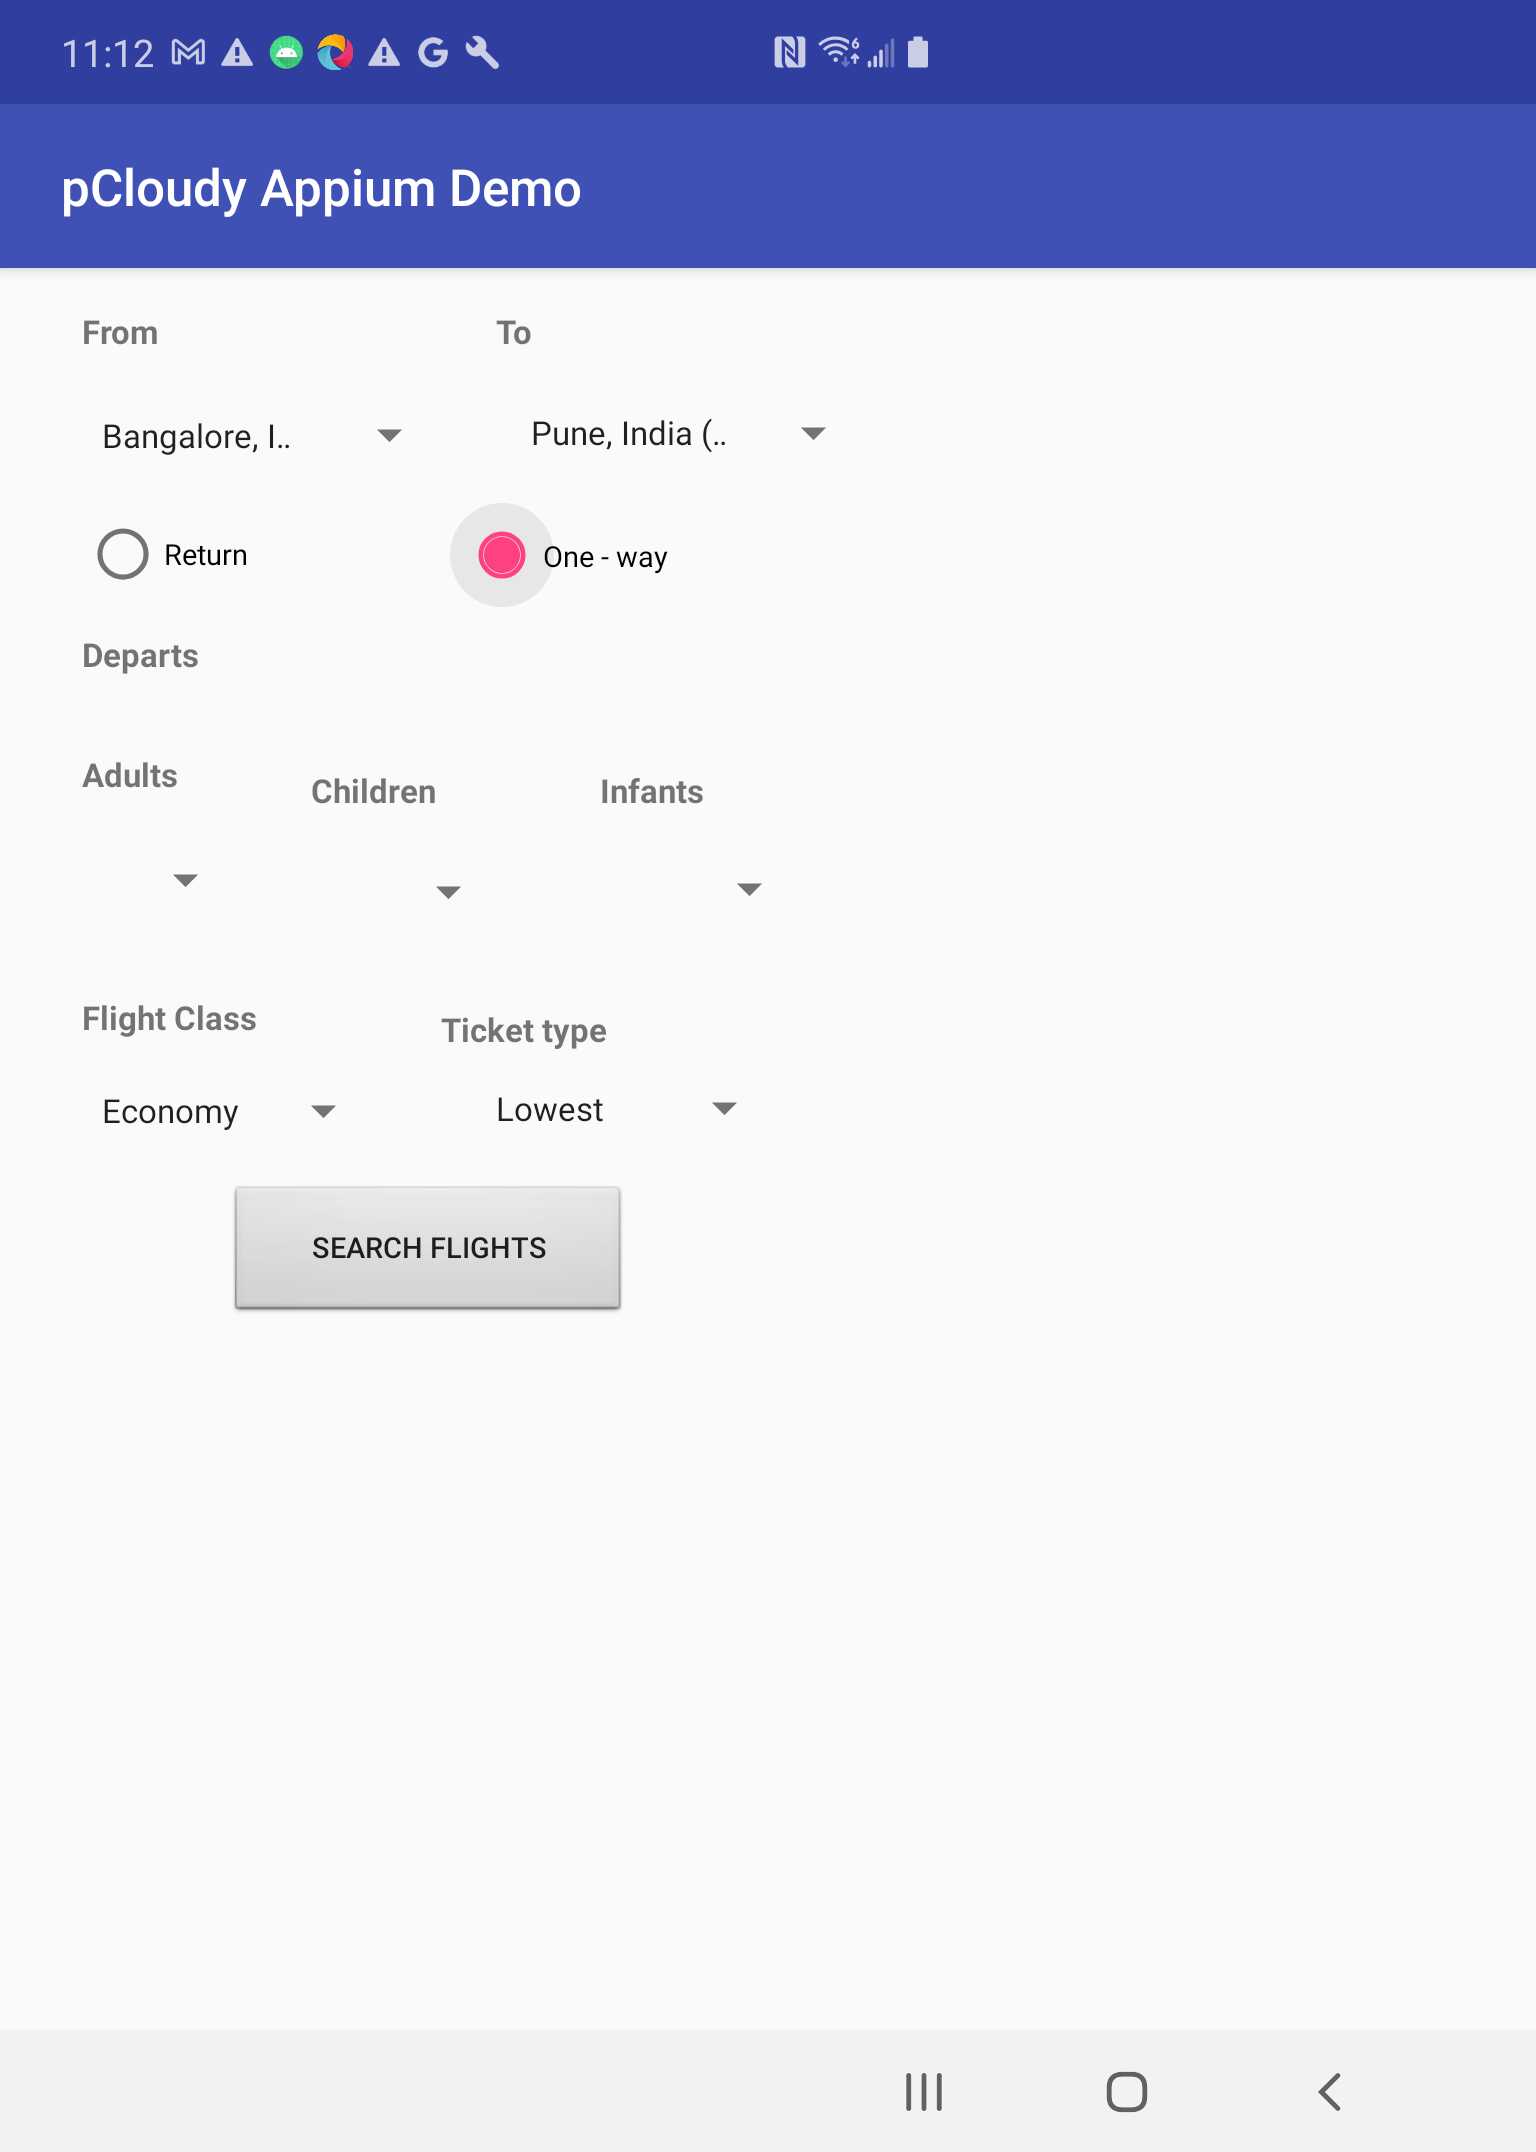 11:12
pCloudy Appium Demo
From To
Bangalore, I.. Pune, India (..
Return One - way
Departs
Adults Children Infants
Flight Class Ticket type
Economy Lowest
SEARCH FLIGHTS